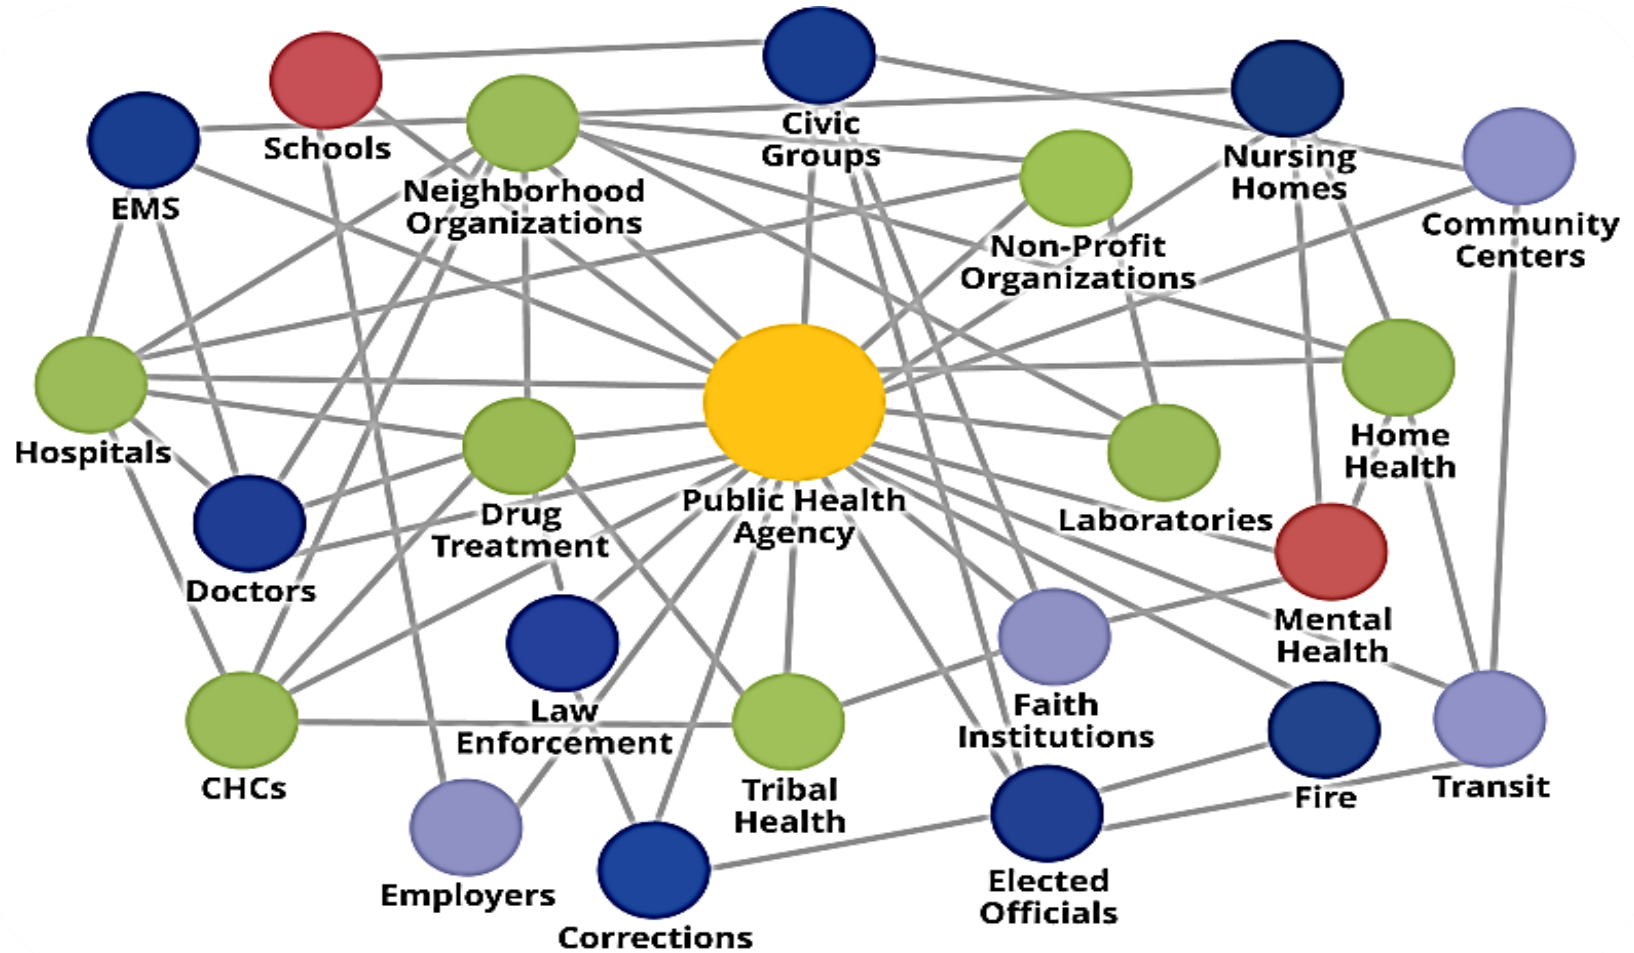 Schools
Civic
Groups
Nursing
Homes
EMS
Neighborhood
Organizations
Non-Profit
Organizations
Community
Centers
Hospitals
Home
Health
Drug
Treatment
Public Health
Agency
Laboratories
Doctors
Mental
Health
Law
Enforcement
Faith
Institutions
CHCs
Tribal
Health
Fire
Transit
Employers
Elected
Officials
Corrections